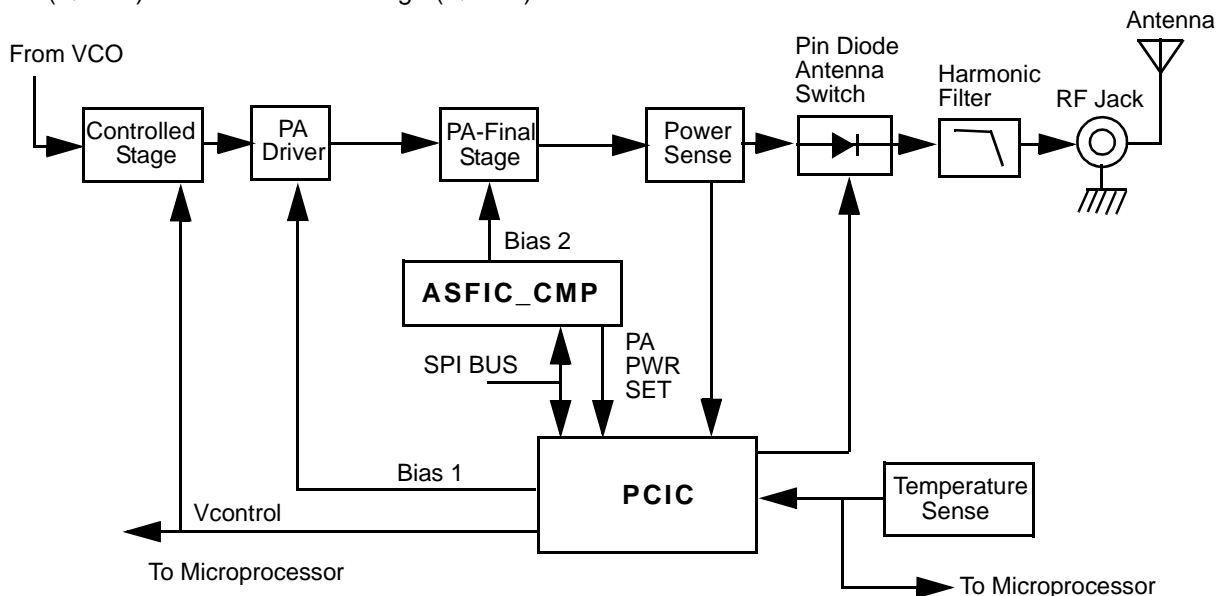 Antenna
From VCO
Pin Diode
Antenna
Switch
Harmonic
Filter
RF Jack
Controlled
Stage
PA
Driver
PA-Final
Stage
Power
Sense
Bias 2
ASFIC_CMP
SPI BUS
PA
PWR
SET
Bias 1
PCIC
Temperature
Sense
Vcontrol
To Microprocessor
To Microprocessor